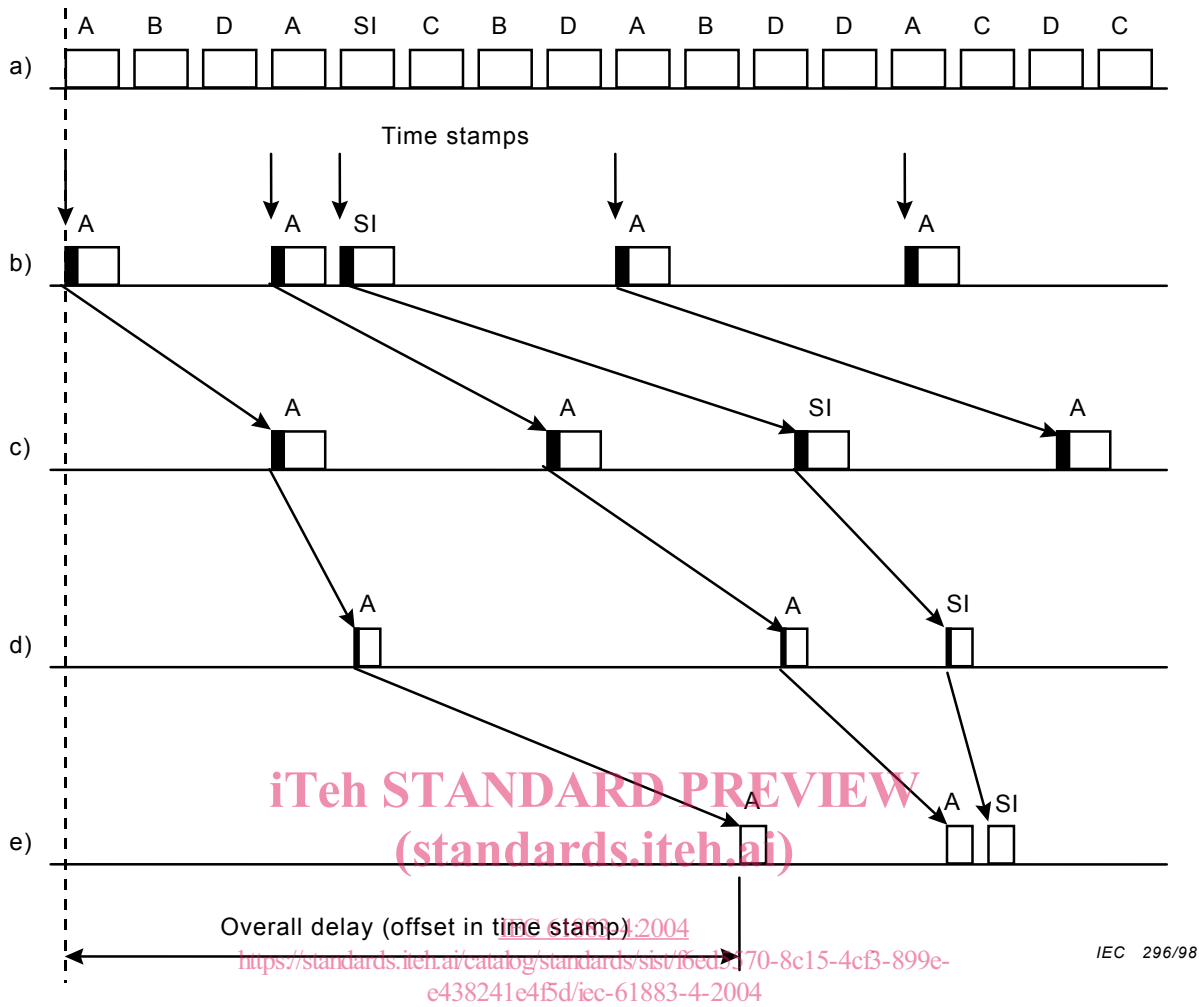 A B D A SI C B D A B D D A C D C
a)
Time stamps
A A SI A A
b)
A A SI A
c)
A A SI
d)
iTeh STANDARD PREVIEW
A A SI
(standards.iteh.ai)
e)
Overall delay (offset in time stamp)
IEC 61883-4:2004
https://standards.iteh.ai/catalog/standards/sist/f6ed5570-8c15-4cf3-899e-
e438241e4f5d/iec-61883-4-2004
IEC 296/98